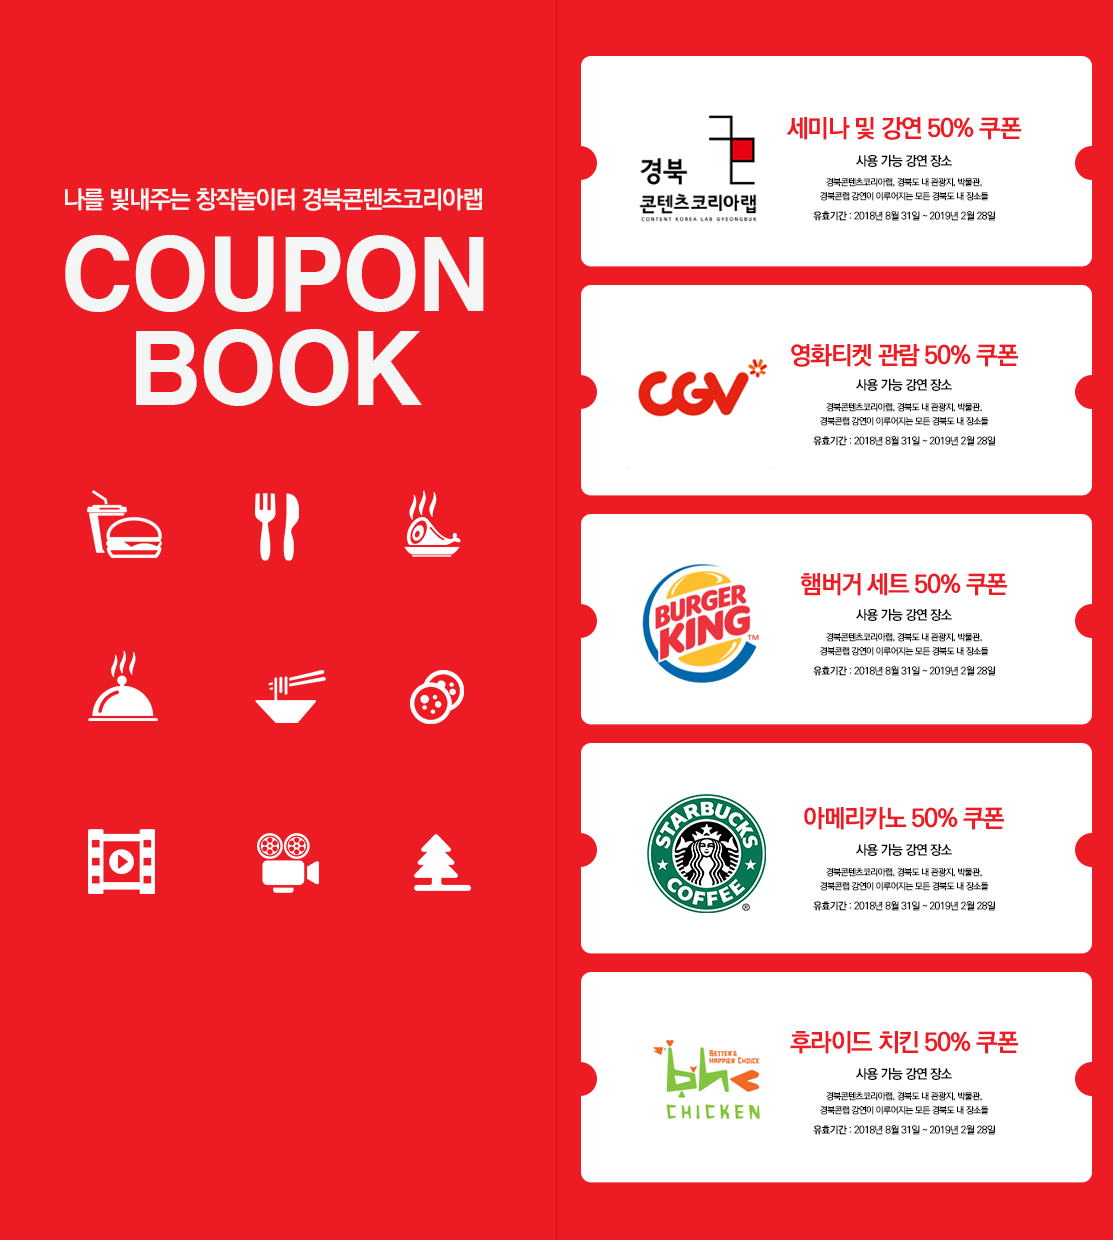 나를 빛내주는 창작놀이터 경북콘텐츠코리아랩
COUPON
BOOK
경북
콘텐츠코리아랩
CONTENT KOREA LAB GYEONGBUK
세미나 및 강연 50% 쿠폰
사용 가능 강연 장소
경북콘텐츠코리아랩, 경북도 내 관광지, 박물관,
경북콘랩 강연이 이루어지는 모든 경북도 내 장소들
유효기간 : 2018년 8월 31일 ~ 2019년 2월 28일
CGV
영화티켓 관람 50% 쿠폰
사용 가능 강연 장소
경북콘텐츠코리아랩, 경북도 내 관광지, 박물관,
경북콘랩 강연이 이루어지는 모든 경북도 내 장소들
유효기간 : 2018년 8월 31일 ~ 2019년 2월 28일
BURGER
KING
TM
햄버거 세트 50% 쿠폰
사용 가능 강연 장소
경북콘텐츠코리아랩, 경북도 내 관광지, 박물관,
경북콘랩 강연이 이루어지는 모든 경북도 내 장소들
유효기간 : 2018년 8월 31일 ~ 2019년 2월 28일
STARBUCKS
COFFEE
®
아메리카노 50% 쿠폰
사용 가능 강연 장소
경북콘텐츠코리아랩, 경북도 내 관광지, 박물관,
경북콘랩 강연이 이루어지는 모든 경북도 내 장소들
유효기간 : 2018년 8월 31일 ~ 2019년 2월 28일
BETTER &
HAPPIER CHOICE
bhc
CHICKEN
후라이드 치킨 50% 쿠폰
사용 가능 강연 장소
경북콘텐츠코리아랩, 경북도 내 관광지, 박물관,
경북콘랩 강연이 이루어지는 모든 경북도 내 장소들
유효기간 : 2018년 8월 31일 ~ 2019년 2월 28일